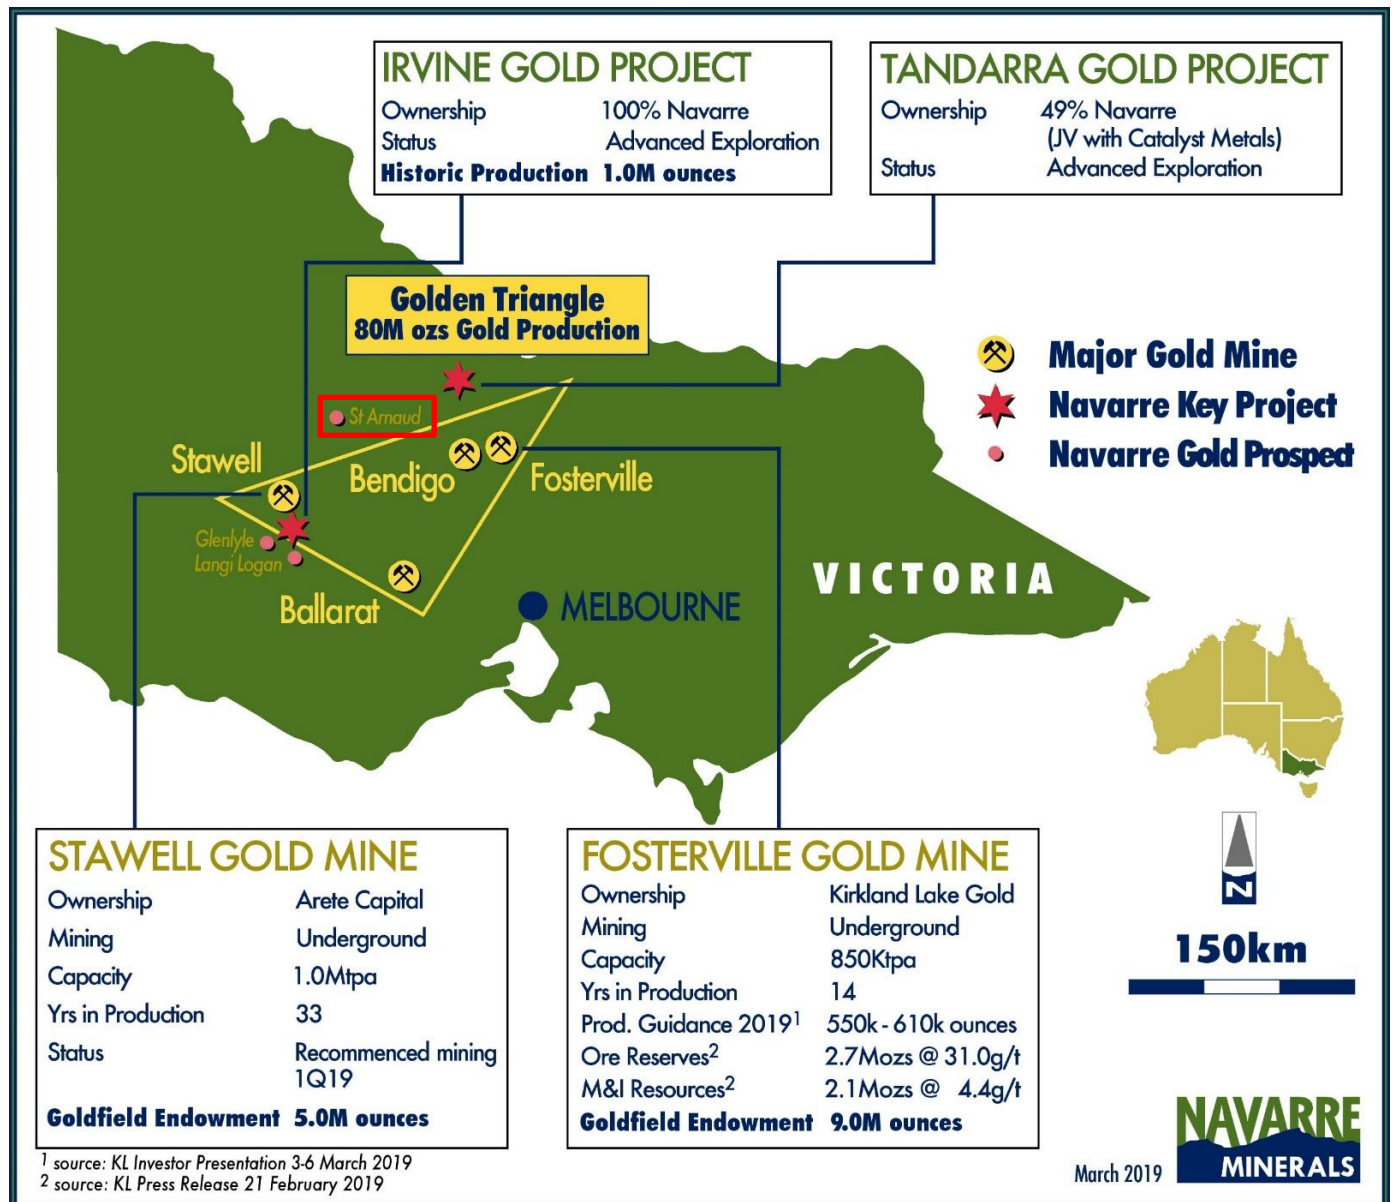 IRVINE GOLD PROJECT
Ownership 100% Navarre
Status Advanced Exploration
Historic Production 1.0M ounces
TANDARRA GOLD PROJECT
Ownership 49% Navarre
(JV with Catalyst Metals)
Status Advanced Exploration
Golden Triangle
80M ozs Gold Production
Major Gold Mine
Navarre Key Project
Navarre Gold Prospect
St Arnaud
Stawell
Bendigo
Fosterville
Glenlyle
Langi Logan
Ballarat
MELBOURNE
VICTORIA
STAWELL GOLD MINE
Ownership Arete Capital
Mining Underground
Capacity 1.0Mtpa
Yrs in Production 33
Status Recommenced mining
1Q19
Goldfield Endowment 5.0M ounces
FOSTERVILLE GOLD MINE
Ownership Kirkland Lake Gold
Mining Underground
Capacity 850Ktpa
Yrs in Production 14
Prod. Guidance 2019¹ 550k - 610k ounces
Ore Reserves² 2.7Mozs @ 31.0g/t
M&I Resources² 2.1Mozs @ 4.4g/t
Goldfield Endowment 9.0M ounces
N
150km
¹ source: KL Investor Presentation 3-6 March 2019
² source: KL Press Release 21 February 2019
March 2019
NAVARRE
MINERALS